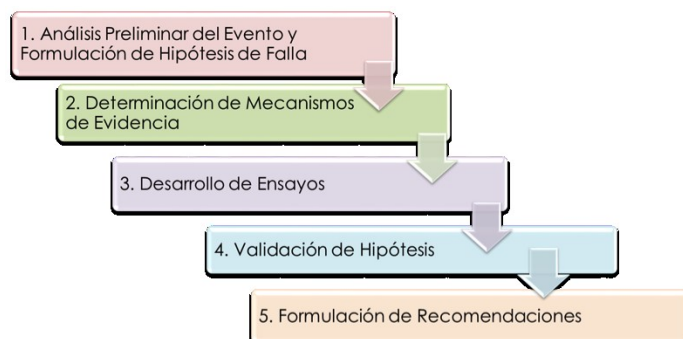 1. Análisis Preliminar del Evento y
Formulación de Hipótesis de Falla
2. Determinación de Mecanismos
de Evidencia
3. Desarrollo de Ensayos
4. Validación de Hipótesis
5. Formulación de Recomendaciones